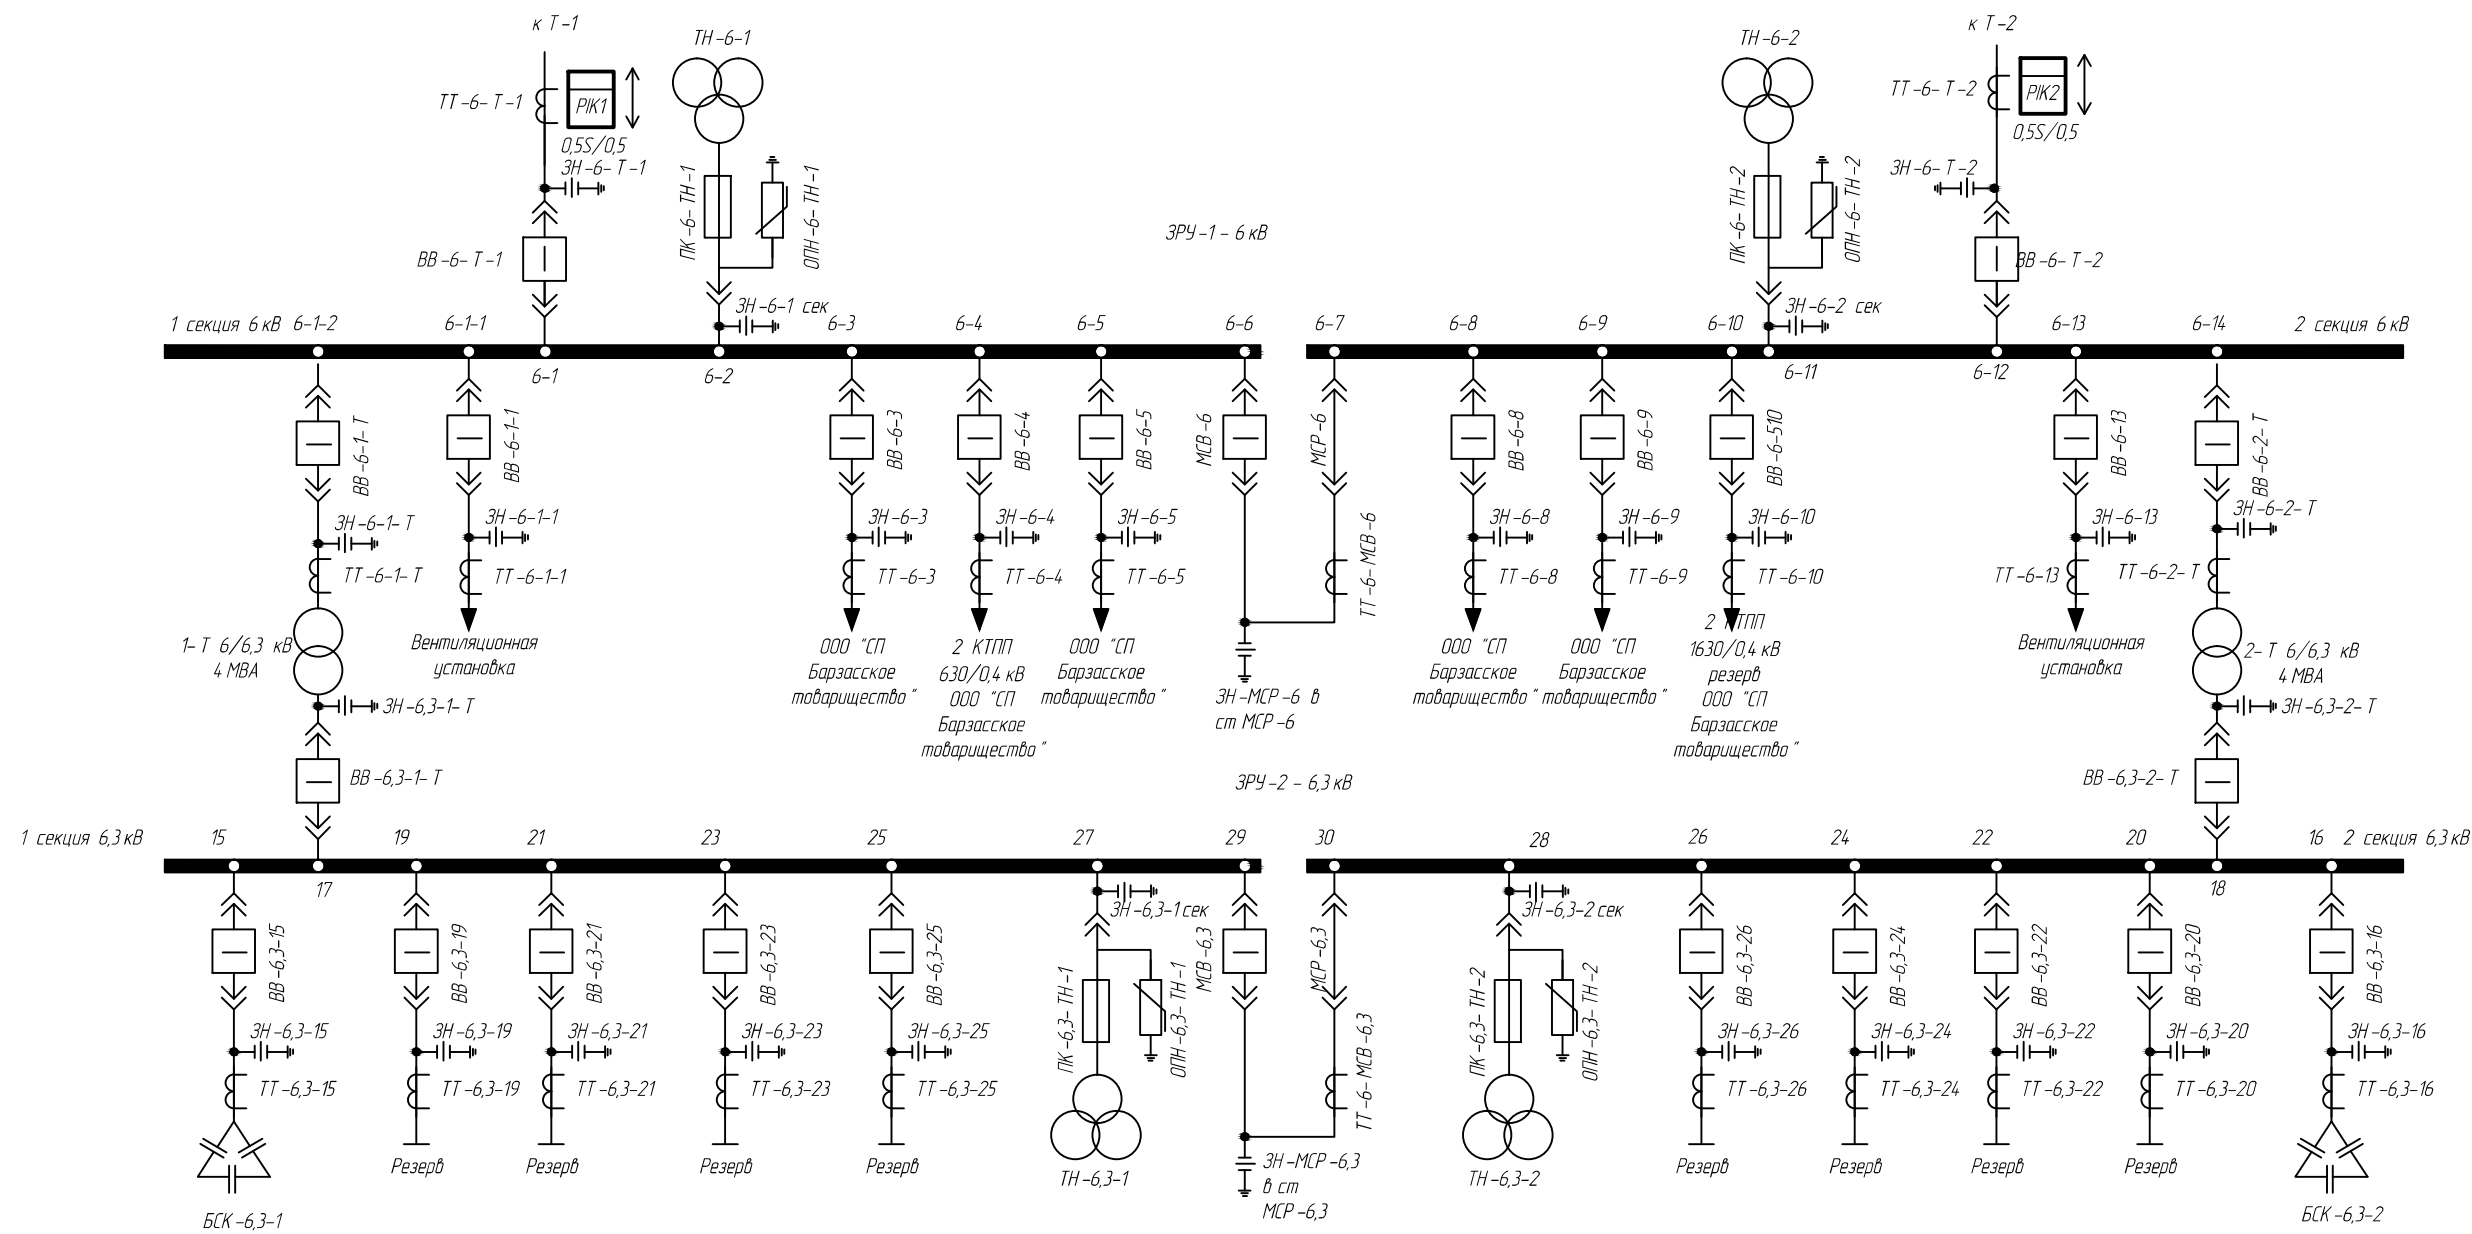 к Т-1
ТН-6-1
ТН-6-2
к Т-2
ТТ-6-Т-1
PIK1
0,5S/0,5
ЗН-6-Т-1
ПК-6-ТН-1
ОПН-6-ТН-1
ВВ-6-Т-1
ЗН-6-1 сек
ЗРУ-1 - 6 кВ
ПК-6-ТН-2
ОПН-6-ТН-2
ТТ-6-Т-2
PIK2
0,5S/0,5
ЗН-6-Т-2
ВВ-6-Т-2
ЗН-6-2 сек
1 секция 6 кВ
6-1-2
6-1-1
6-3
6-4
6-5
6-6
6-7
6-8
6-9
6-10
6-13
6-14
2 секция 6 кВ
6-1
6-2
6-11
6-12
ВВ-6-1-Т
ВВ-6-1-1
ВВ-6-3
ВВ-6-4
ВВ-6-5
МСВ-6
МСР-6
ВВ-6-8
ВВ-6-9
ВВ-6-510
ВВ-6-13
ВВ-6-2-Т
ЗН-6-1-Т
ЗН-6-1-1
ЗН-6-3
ЗН-6-4
ЗН-6-5
ТТ-6-МСВ-6
ЗН-6-8
ЗН-6-9
ЗН-6-10
ЗН-6-13
ЗН-6-2-Т
ТТ-6-1-Т
ТТ-6-1-1
ТТ-6-3
ТТ-6-4
ТТ-6-5
ТТ-6-8
ТТ-6-9
ТТ-6-10
ТТ-6-13
ТТ-6-2-Т
1-Т 6/6,3 кВ
4 МВА
Вентиляционная
установка
ООО "СП
Барзасское
товарищество"
2 КТПП
630/0,4 кВ
ООО "СП
Барзасское
товарищество"
ООО "СП
Барзасское
товарищество"
ЗН-МСР-6 в
ст МСР-6
ООО "СП
Барзасское
товарищество"
ООО "СП
Барзасское
товарищество"
2 КТПП
1630/0,4 кВ
резерв
ООО "СП
Барзасское
товарищество"
Вентиляционная
установка
2-Т 6/6,3 кВ
4 МВА
ЗН-6,3-1-Т
ЗН-6,3-2-Т
ВВ-6,3-1-Т
ЗРУ-2 - 6,3 кВ
ВВ-6,3-2-Т
1 секция 6,3 кВ
15
19
21
23
25
27
29
30
28
26
24
22
20
16
2 секция 6,3 кВ
17
18
ЗН-6,3-1 сек
ЗН-6,3-2 сек
ВВ-6,3-15
ВВ-6,3-19
ВВ-6,3-21
ВВ-6,3-23
ВВ-6,3-25
МСВ-6,3
МСР-6,3
ВВ-6,3-26
ВВ-6,3-24
ВВ-6,3-22
ВВ-6,3-20
ВВ-6,3-16
ПК-6,3-ТН-1
ОПН-6,3-ТН-1
ТТ-6-МСВ-6,3
ПК-6,3-ТН-2
ОПН-6,3-ТН-2
ЗН-6,3-15
ЗН-6,3-19
ЗН-6,3-21
ЗН-6,3-23
ЗН-6,3-25
ЗН-6,3-26
ЗН-6,3-24
ЗН-6,3-22
ЗН-6,3-20
ЗН-6,3-16
ТТ-6,3-15
ТТ-6,3-19
ТТ-6,3-21
ТТ-6,3-23
ТТ-6,3-25
ТТ-6,3-26
ТТ-6,3-24
ТТ-6,3-22
ТТ-6,3-20
ТТ-6,3-16
Резерв
Резерв
Резерв
Резерв
ТН-6,3-1
ЗН-МСР-6,3
в ст
МСР-6,3
ТН-6,3-2
Резерв
Резерв
Резерв
Резерв
БСК-6,3-1
БСК-6,3-2